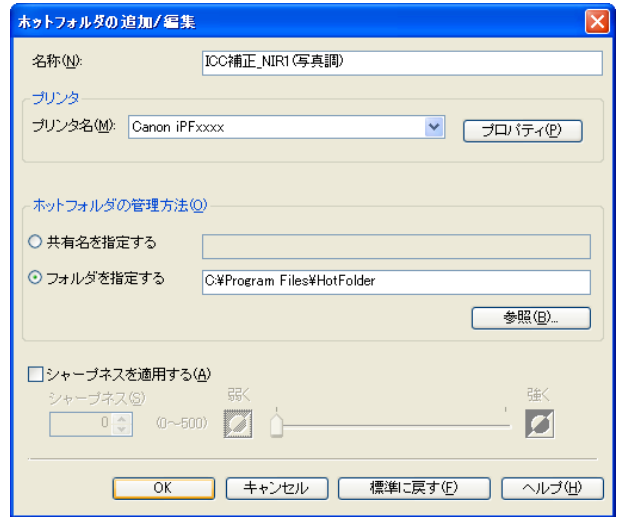 ホットフォルダの追加/編集
名称(N):
ICC補正_NIR1(写真調)
プリンタ
プリンタ名(M):
Canon iPFxxxx
プロパティ(P)
ホットフォルダの管理方法(O)
共有名を指定する
フォルダを指定する
C:¥Program Files¥HotFolder
参照(B)...
シャープネスを適用する(A)
シャープネス(S)
弱く
強く
0
(0~500)
OK
キャンセル
標準に戻す(F)
ヘルプ(H)